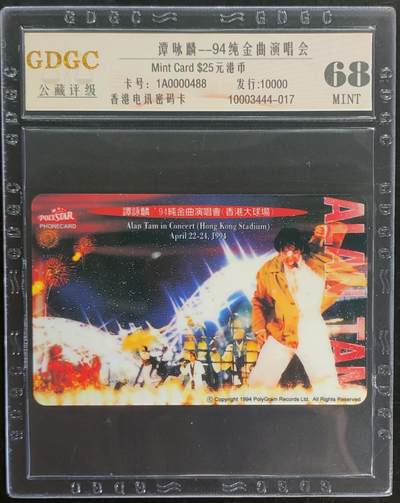 GDGC
公藏评级
谭咏麟--94纯金曲演唱会
Mint Card $25元港币
卡号: 1A0000488 发行:10000
香港电讯密码卡 10003444-017
68
MINT
POLYSTAR
PHONECARD
譚詠麟 '94純金曲演唱會(香港大球場)
Alan Tam in Concert (Hong Kong Stadium)
April 22-24, 1994
ALAN TAM
© Copyright 1994 PolyGram Records Ltd. All Rights Reserved